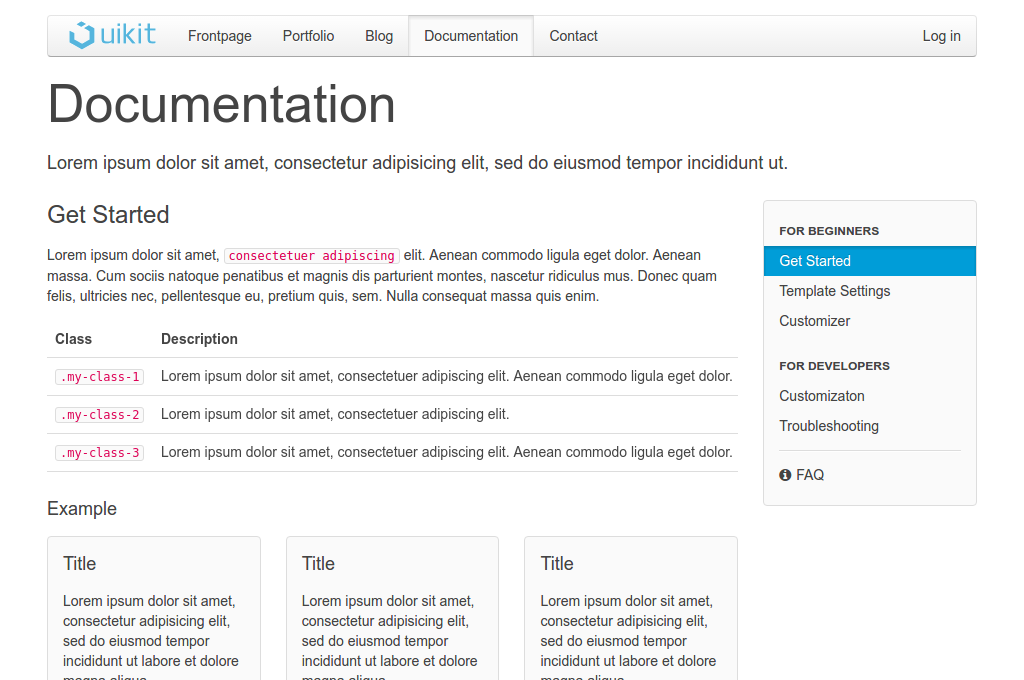 uikit Frontpage Portfolio Blog Documentation Contact Log in
Documentation
Lorem ipsum dolor sit amet, consectetur adipisicing elit, sed do eiusmod tempor incididunt ut.
Get Started
Lorem ipsum dolor sit amet, consectetuer adipiscing elit. Aenean commodo ligula eget dolor. Aenean
massa. Cum sociis natoque penatibus et magnis dis parturient montes, nascetur ridiculus mus. Donec quam
felis, ultricies nec, pellentesque eu, pretium quis, sem. Nulla consequat massa quis enim.
Class Description
.my-class-1 Lorem ipsum dolor sit amet, consectetuer adipiscing elit. Aenean commodo ligula eget dolor.
.my-class-2 Lorem ipsum dolor sit amet, consectetuer adipiscing elit.
.my-class-3 Lorem ipsum dolor sit amet, consectetuer adipiscing elit. Aenean commodo ligula eget dolor.
Example
Title
Lorem ipsum dolor sit amet,
consectetur adipisicing elit,
sed do eiusmod tempor
incididunt ut labore et dolore
magna aliqua.
Title
Lorem ipsum dolor sit amet,
consectetur adipisicing elit,
sed do eiusmod tempor
incididunt ut labore et dolore
magna aliqua.
Title
Lorem ipsum dolor sit amet,
consectetur adipisicing elit,
sed do eiusmod tempor
incididunt ut labore et dolore
magna aliqua.
FOR BEGINNERS
Get Started
Template Settings
Customizer
FOR DEVELOPERS
Customizaton
Troubleshooting
FAQ